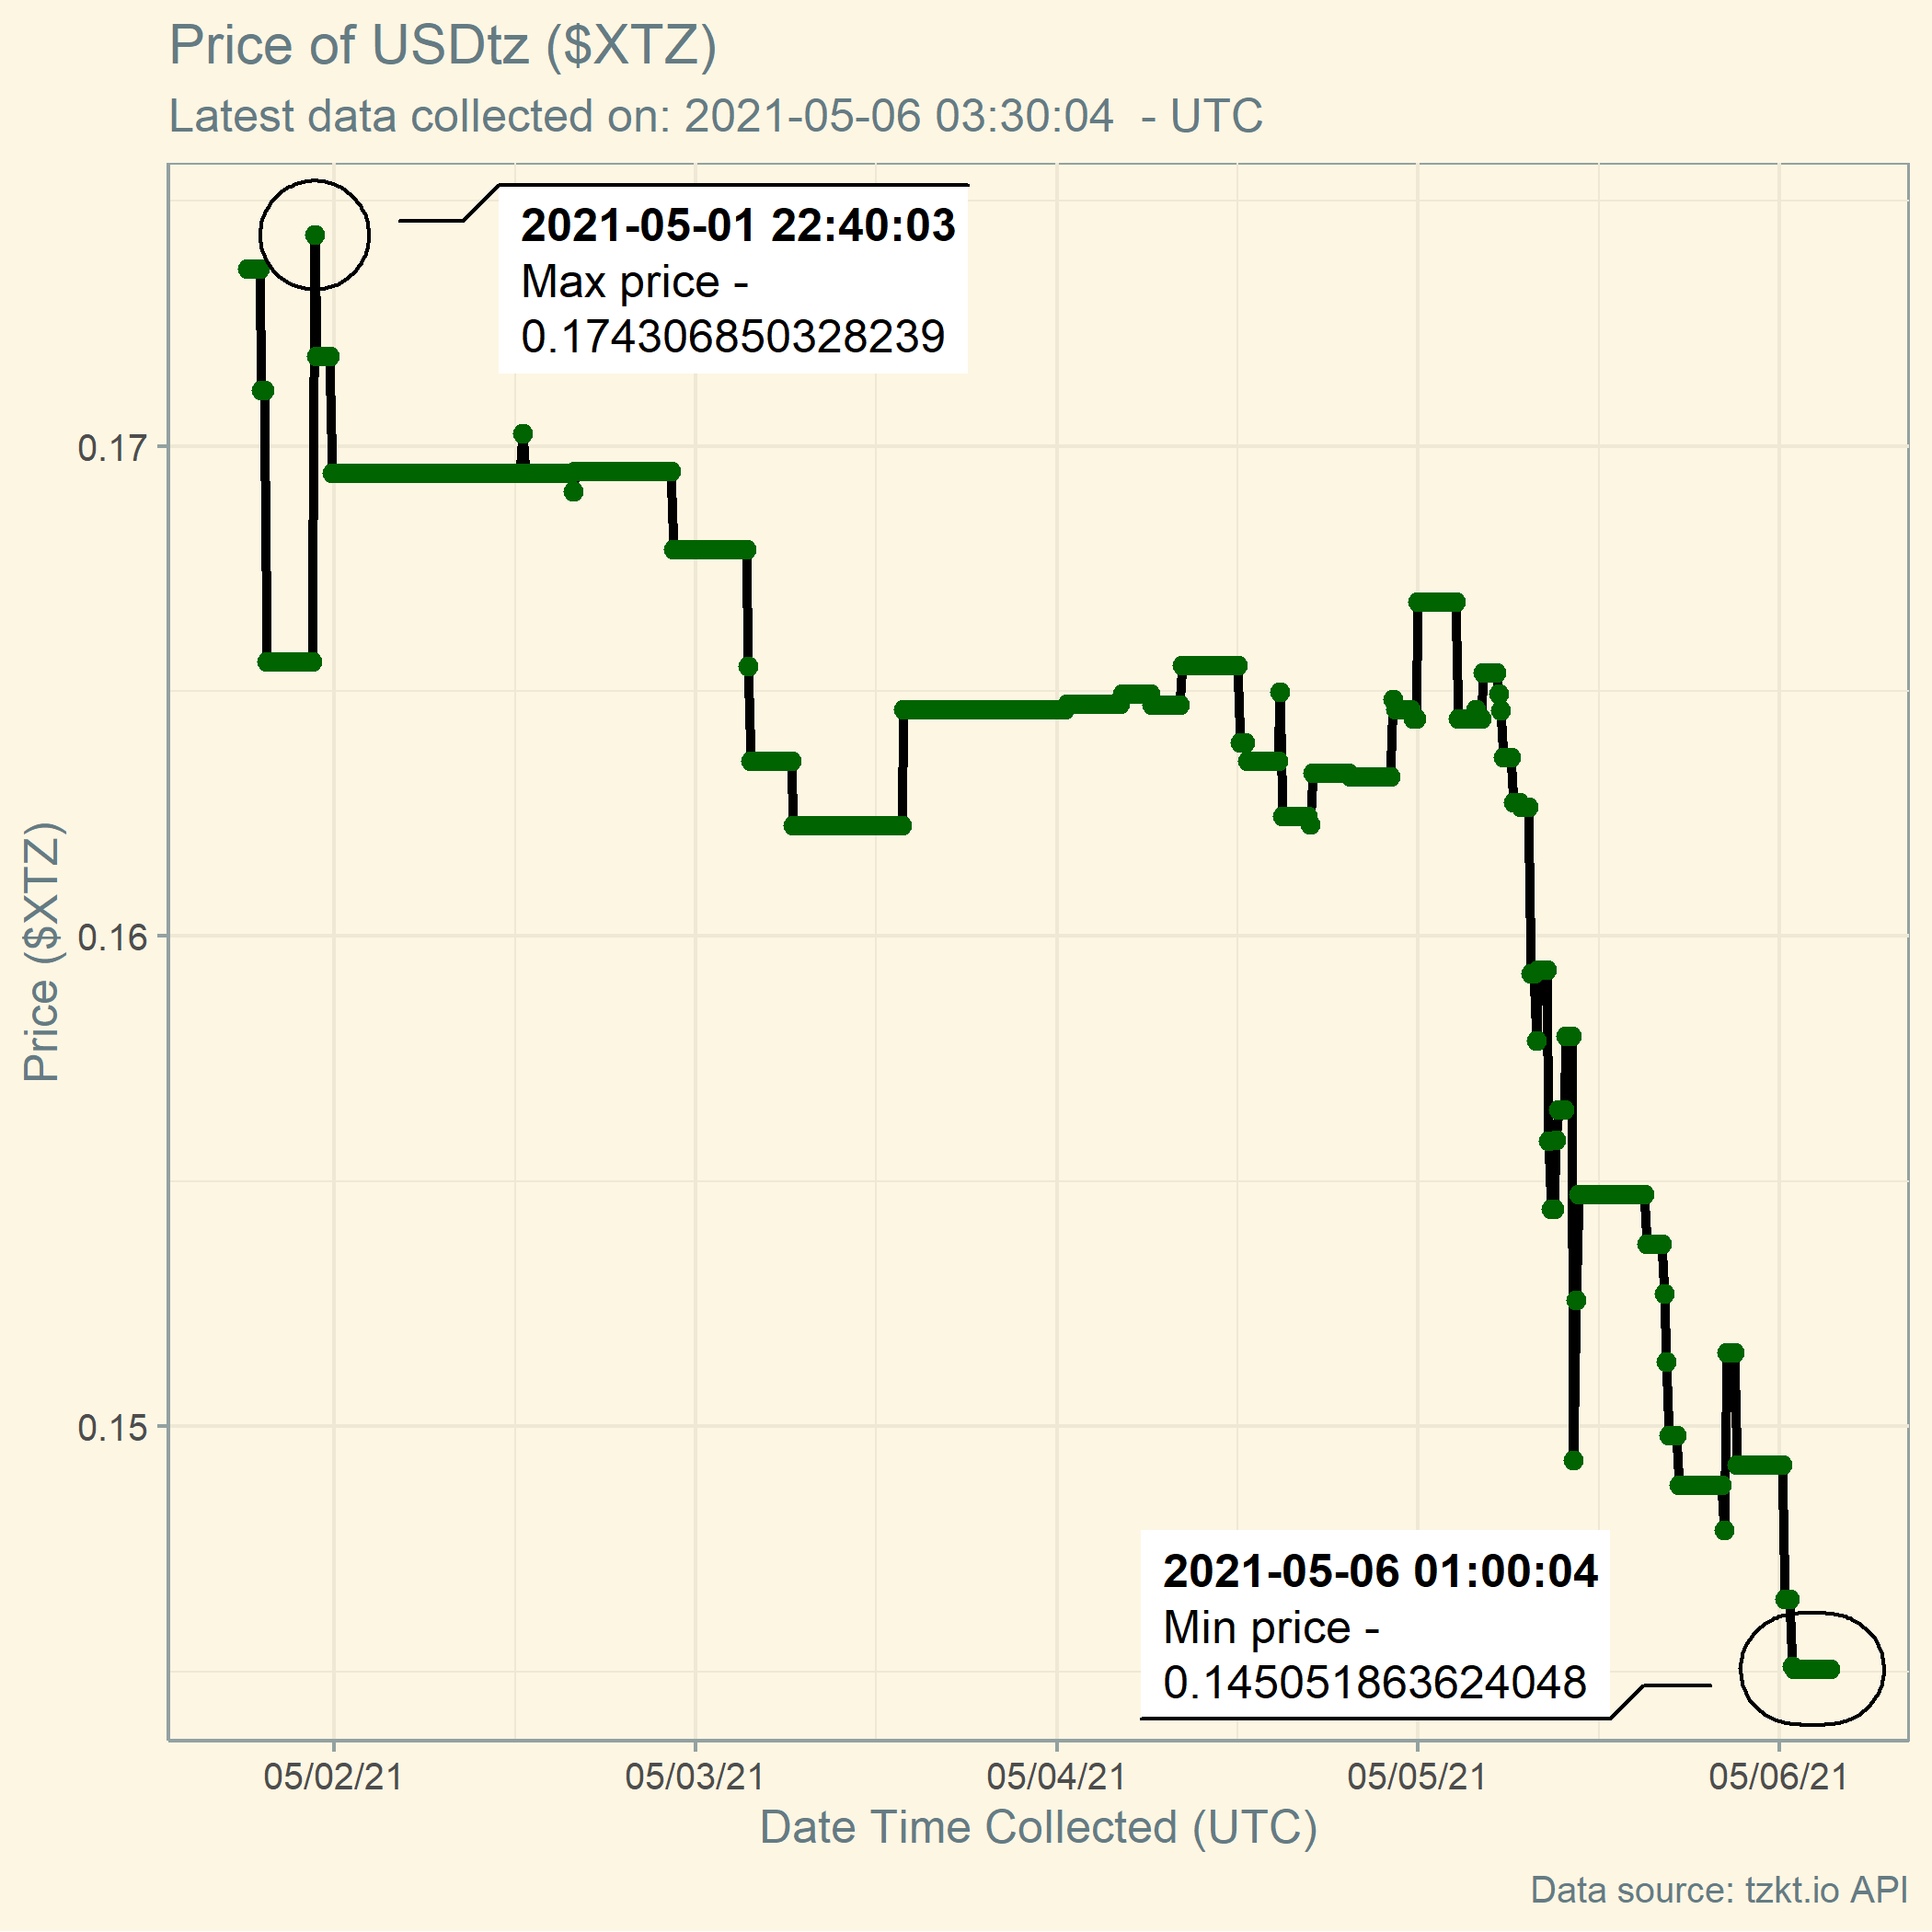 Price of USDtz ($XTZ)
Latest data collected on: 2021-05-06 03:30:04  - UTC
2021-05-01 22:40:03
Max price -
0.174306850328239
0.17
0.16
0.15
Price ($XTZ)
2021-05-06 01:00:04
Min price -
0.145051863624048
05/02/21
05/03/21
05/04/21
05/05/21
05/06/21
Date Time Collected (UTC)
Data source: tzkt.io API